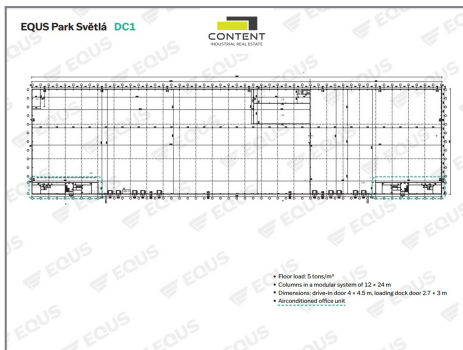 EQUS Park Světlá DC1
CONTENT
INDUSTRIAL REAL ESTATE
• Floor load: 5 tons/m²
• Columns in a modular system of 12 × 24 m
• Dimensions: drive-in door 4 × 4.5 m, loading dock door 2.7 × 3 m
• Airconditioned office unit
EQUS